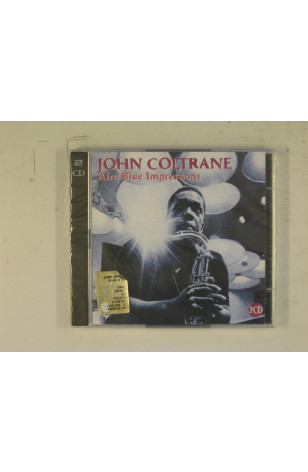 2
CD
JOHN COLTRANE
Afro Blue Impressions
2CD